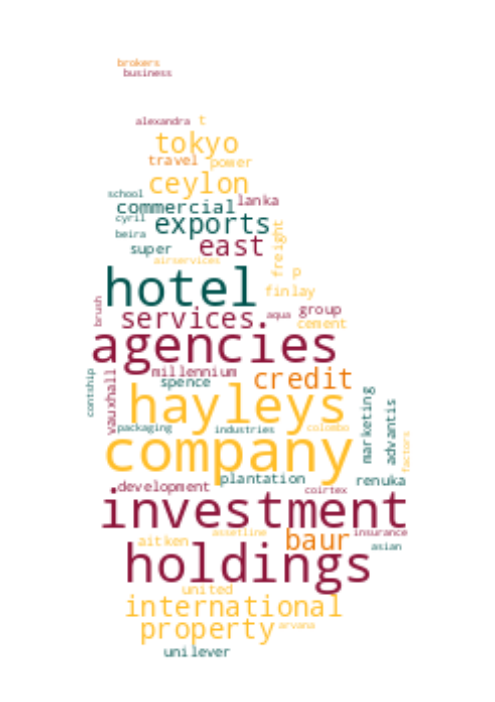 brokers
business
alexandra t
tokyo
travel power
ceylon
school
commercial lanka
cyril exports
beira east
super freight
airservices
p
finlay
hotel
brush services. aqua group
cement
agencies
millennium
spence credit
contship vauxhall
hayleys
marketing advantis
packaging industries colombo
company
factors
plantation renuka
development coirtex
investment
assetline insurance
aitken baur asian
holdings
united
international
property arvana
unilever